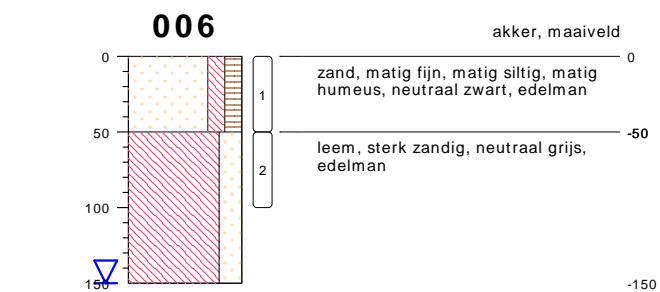 006
akker, maaiveld
0
0
zand, matig fijn, matig siltig, matig
humeus, neutraal zwart, edelman
1
50
-50
leem, sterk zandig, neutraal grijs,
edelman
2
100
150
-150